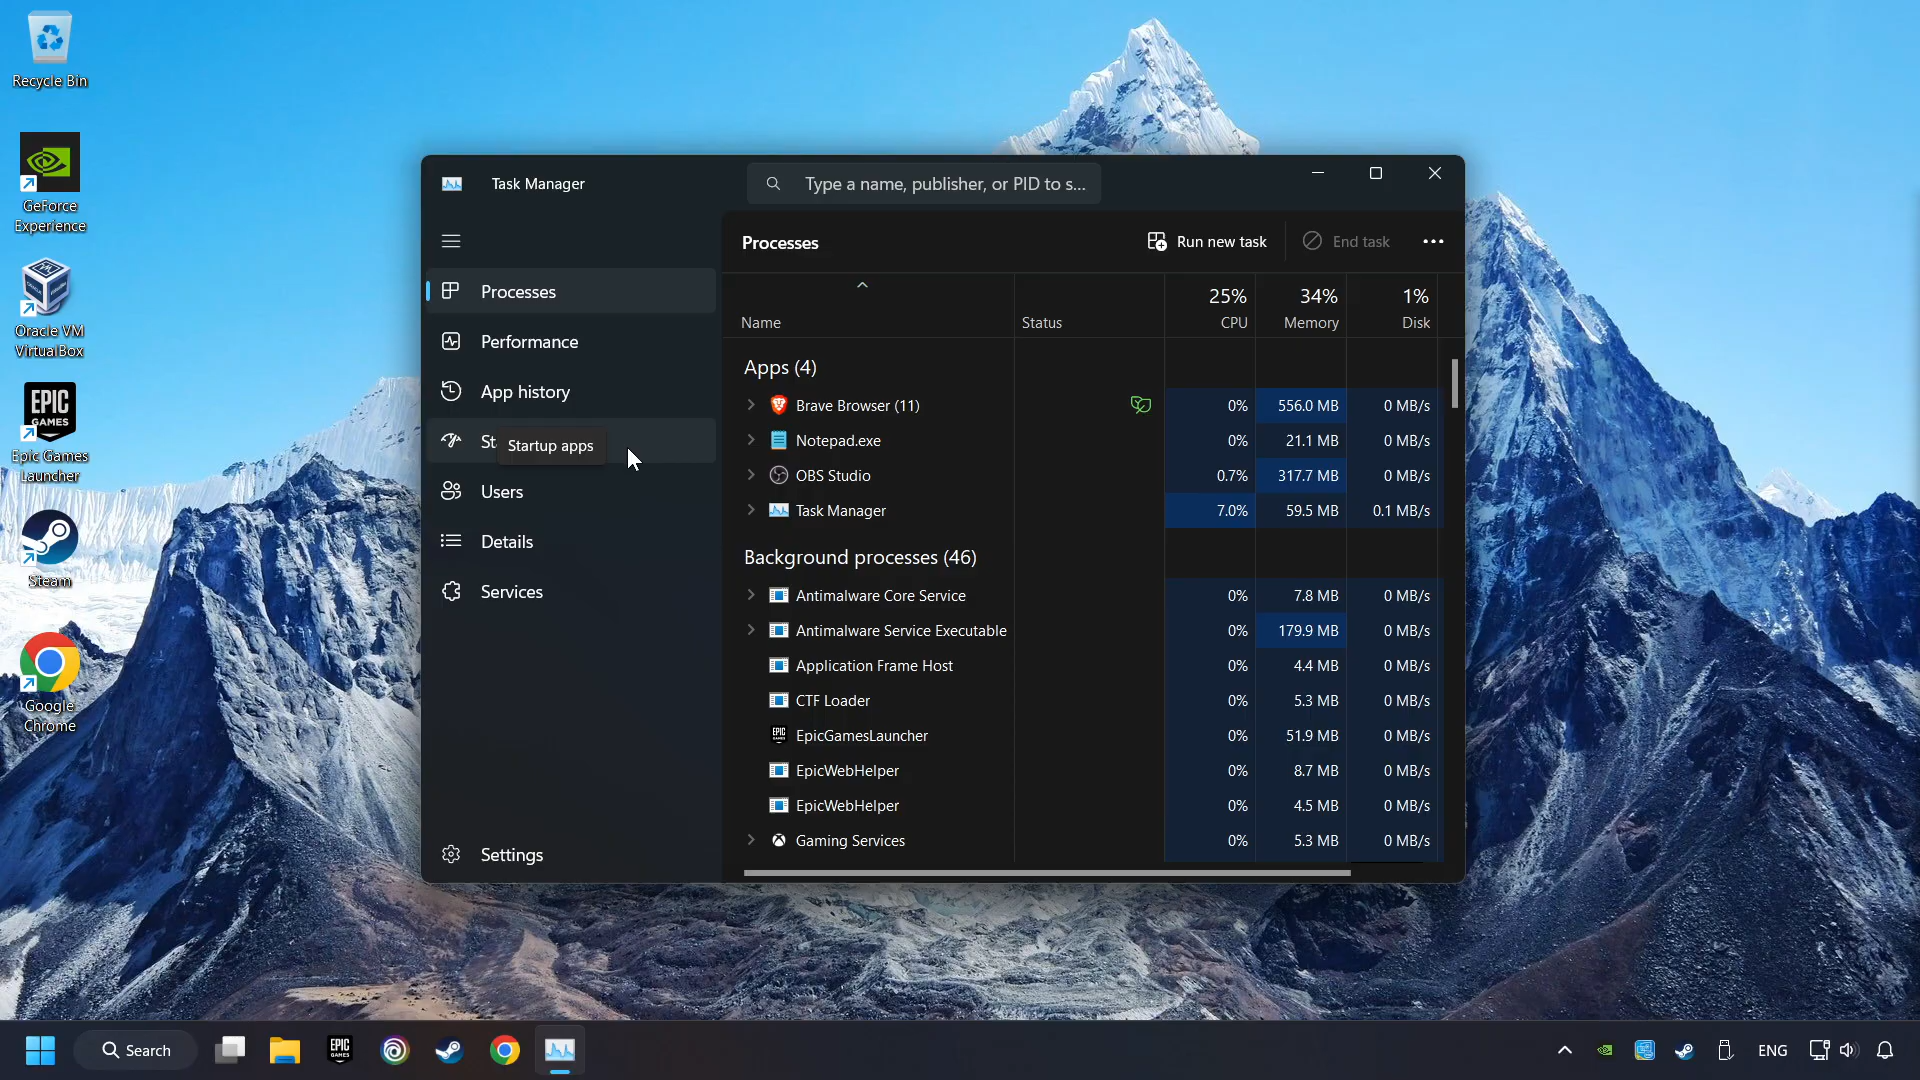 Recycle Bin
GeForce
Experience
Oracle VM
VirtualBox
EPIC
GAMES
Epic Games
Launcher
Steam
Google
Chrome
Task Manager
Type a name, publisher, or PID to s...
Processes
Performance
App history
St
Startup apps
Users
Details
Services
Settings
Processes
Run new task
End task
Name
Status
25%
CPU
34%
Memory
1%
Disk
Apps (4)
Brave Browser (11) 0% 556.0 MB 0 MB/s
Notepad.exe 0% 21.1 MB 0 MB/s
OBS Studio 0.7% 317.7 MB 0 MB/s
Task Manager 7.0% 59.5 MB 0.1 MB/s
Background processes (46)
Antimalware Core Service 0% 7.8 MB 0 MB/s
Antimalware Service Executable 0% 179.9 MB 0 MB/s
Application Frame Host 0% 4.4 MB 0 MB/s
CTF Loader 0% 5.3 MB 0 MB/s
EpicGamesLauncher 0% 51.9 MB 0 MB/s
EpicWebHelper 0% 8.7 MB 0 MB/s
EpicWebHelper 0% 4.5 MB 0 MB/s
Gaming Services 0% 5.3 MB 0 MB/s
Search
EPIC
GAMES
ENG